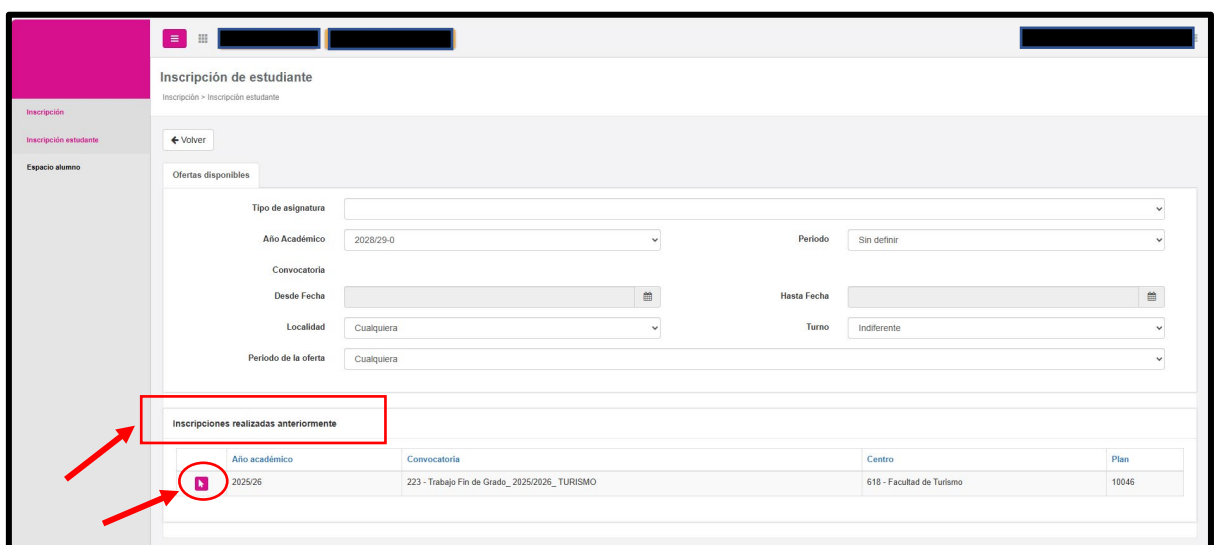 Inscripción de estudiante
Inscripción > Inscripción estudiante
Inscripción
Inscripción estudiante
Espacio alumno
Volver
Ofertas disponibles
Tipo de asignatura
Año Académico 2028/29-0 Periodo Sin definir
Convocatoria
Desde Fecha Hasta Fecha
Localidad Cualquiera Turno Indiferente
Periodo de la oferta Cualquiera
Inscripciones realizadas anteriormente
Año académico Convocatoria Centro Plan
2025/26 223 - Trabajo Fin de Grado_ 2025/2026_ TURISMO 618 - Facultad de Turismo 10046